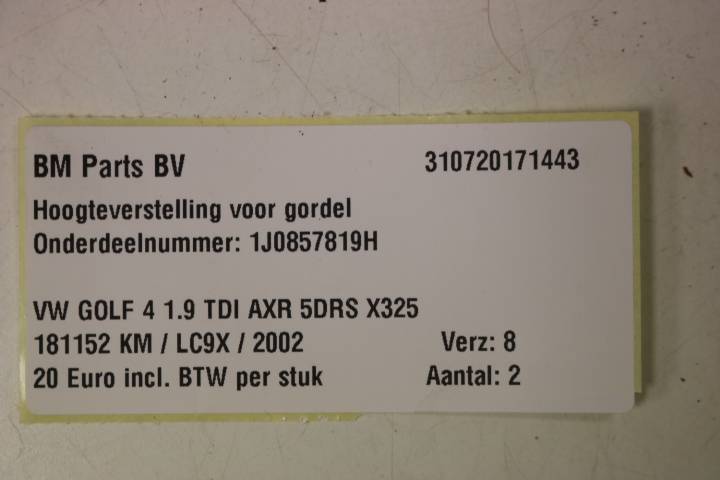 BM Parts BV 310720171443
Hoogteverstelling voor gordel
Onderdeelnummer: 1J0857819H
VW GOLF 4 1.9 TDI AXR 5DRS X325
181152 KM / LC9X / 2002 Verz: 8
20 Euro incl. BTW per stuk Aantal: 2